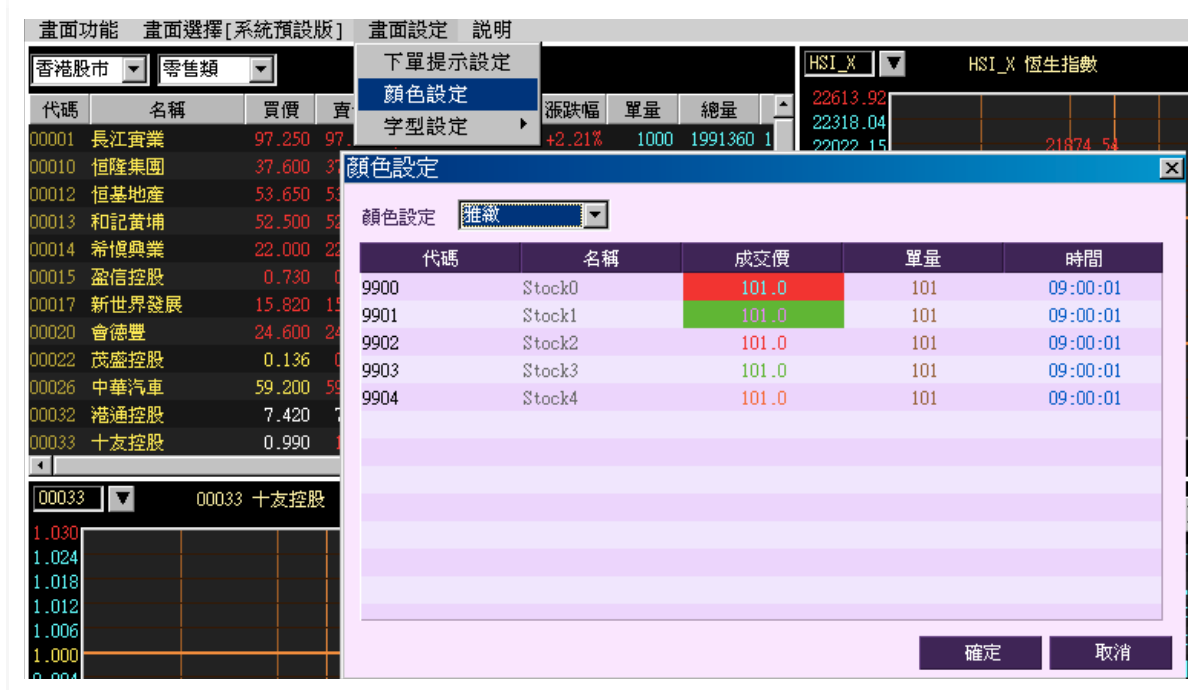 畫面功能 畫面選擇[系統預設版] 畫面設定 說明
下單提示設定
顏色設定
字型設定
香港股市 零售類
HSI_X HSI_X 恆生指數
代碼 名稱 買價 漲跌幅 單量 總量
22613.92
22318.04
22022.15
21874.54
00001 長江實業 97.250 97. +2.21% 1000 1991360 1
00010 恒隆集團 37.600
00012 恒基地產 53.650
00013 和記黃埔 52.500
00014 希慎興業 22.000
00015 盈信控股 0.730
00017 新世界發展 15.820
00020 會德豐 24.600
00022 茂盛控股 0.136
00026 中華汽車 59.200
00032 港通控股 7.420
00033 十友控股 0.990
顏色設定
顏色設定 雅緻
代碼 名稱 成交價 單量 時間
9900 Stock0 101.0 101 09:00:01
9901 Stock1 101.0 101 09:00:01
9902 Stock2 101.0 101 09:00:01
9903 Stock3 101.0 101 09:00:01
9904 Stock4 101.0 101 09:00:01
確定 取消
00033 00033 十友控股
1.030
1.024
1.018
1.012
1.006
1.000